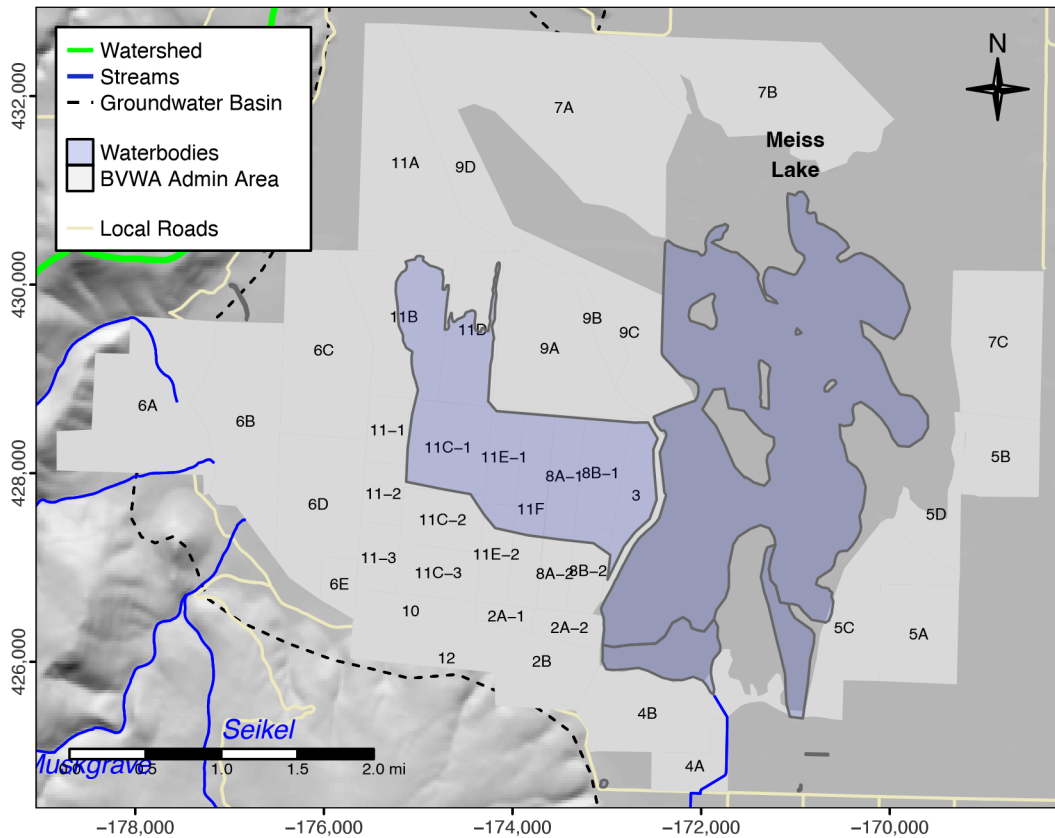 Watershed
Streams
Groundwater Basin
Waterbodies
BVWA Admin Area
Local Roads
N
7B
7A
Meiss
Lake
11A
9D
11B
11D
9B
9C
9A
6C
7C
6A
6B
11−1
11C−1
11E−1
8A−1
8B−1
5B
11−2
3
6D
11F
5D
11C−2
11−3
11E−2
11C−3
8A−2
8B−2
6E
10
2A−1
2A−2
5C
5A
12
2B
4B
4A
Seikel
Muskgrave
0.0
0.5
1.0
1.5
2.0 mi
432,000
430,000
428,000
426,000
−178,000
−176,000
−174,000
−172,000
−170,000